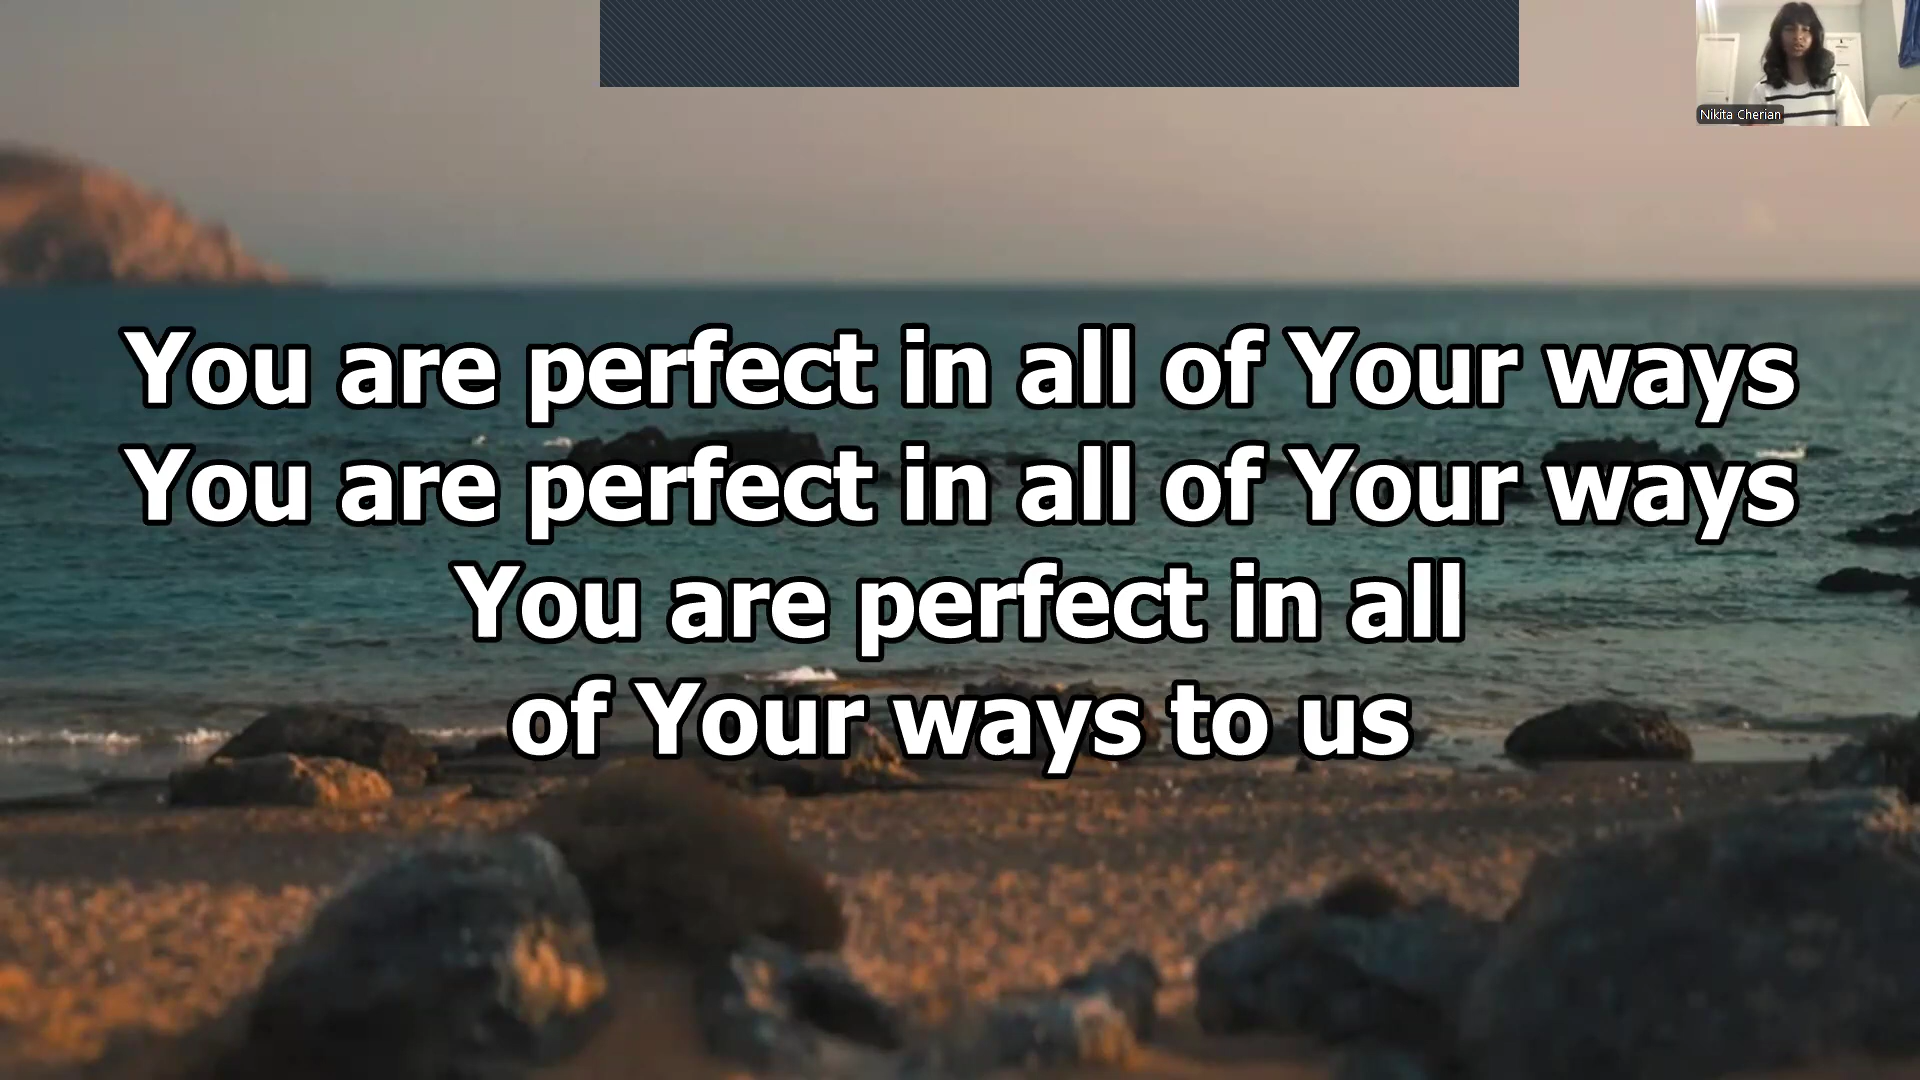 Nikita Cherian
You are perfect in all of Your ways
You are perfect in all of Your ways
You are perfect in all
of Your ways to us